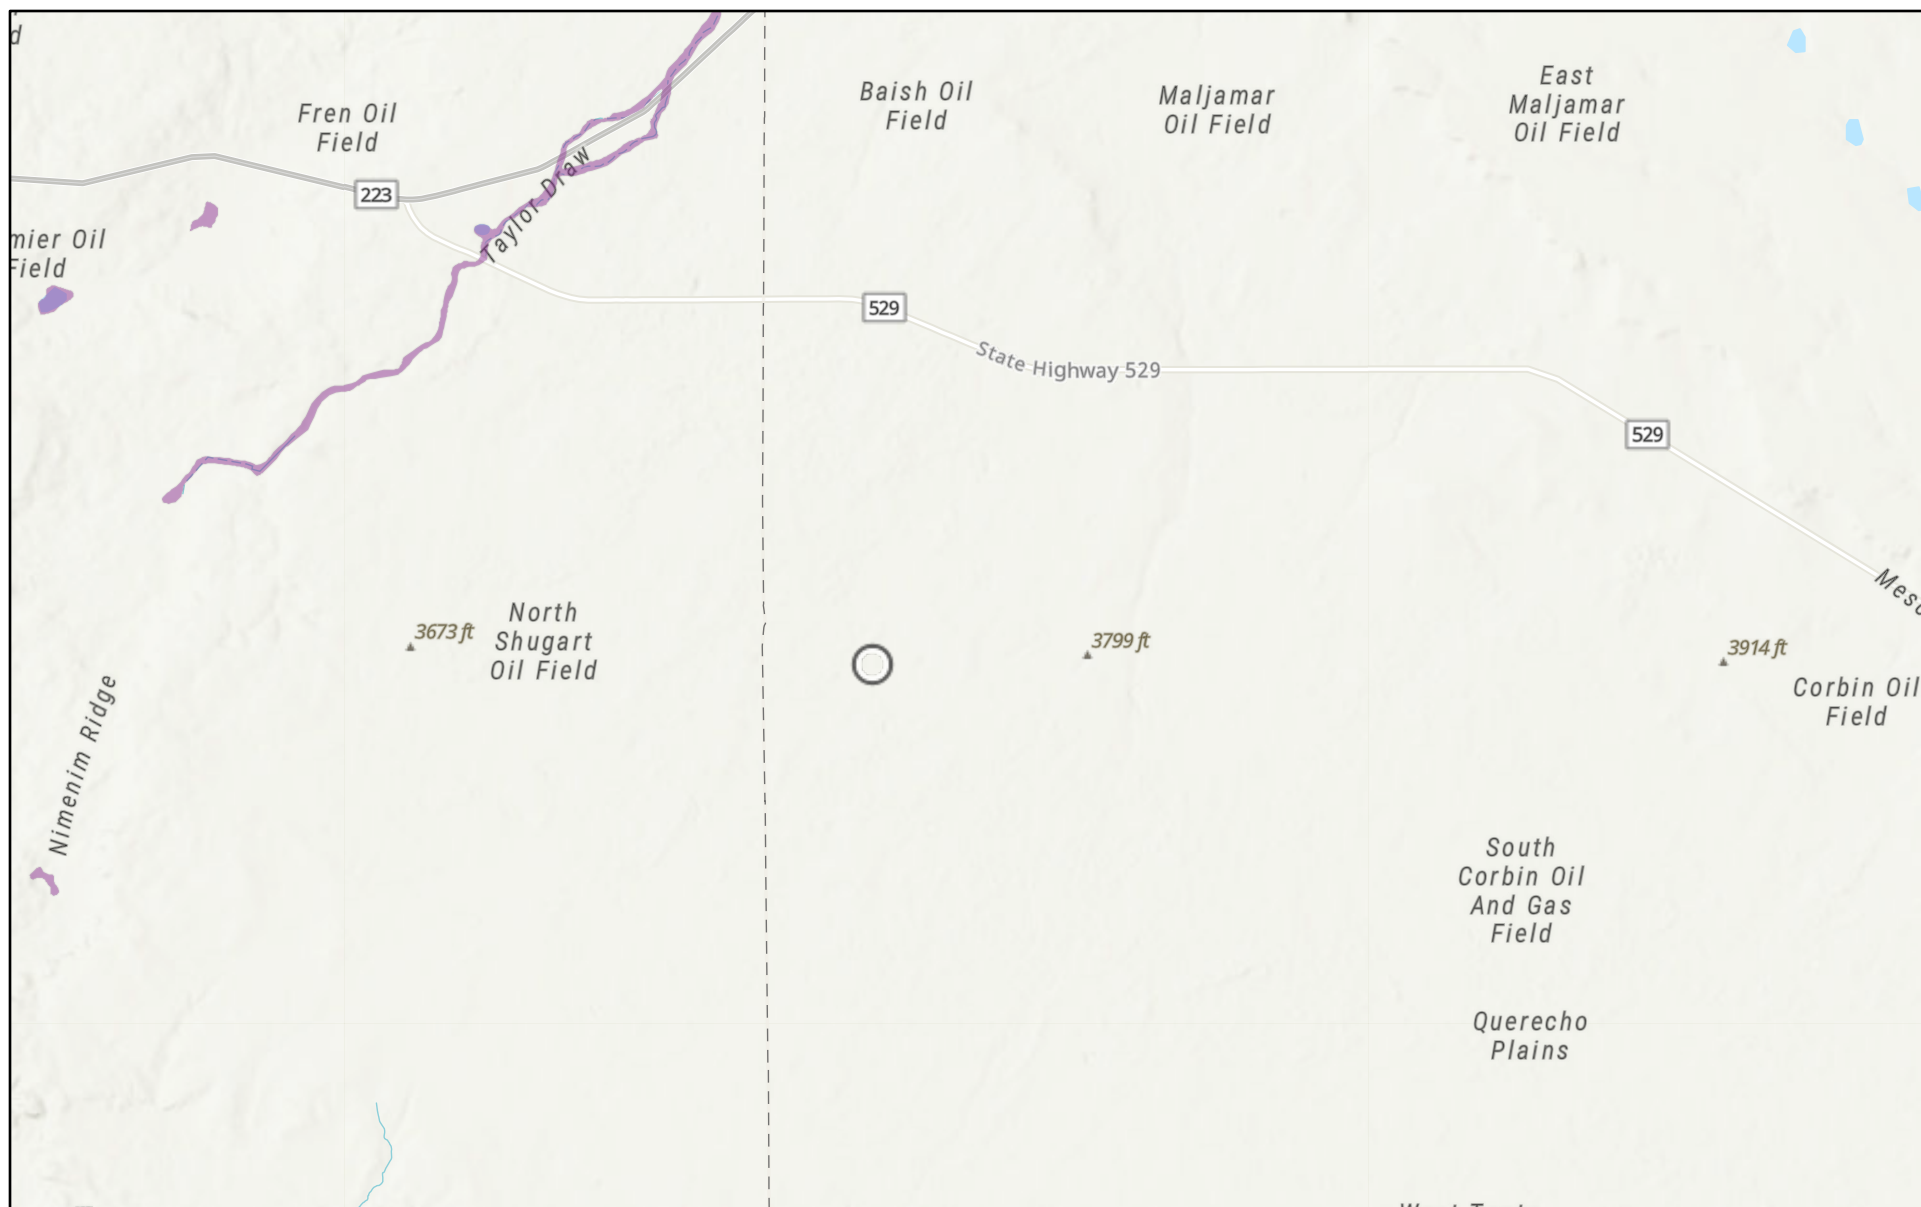 d
Fren Oil
Field
Baish Oil
Field
Maljamar
Oil Field
East
Maljamar
Oil Field
223
Taylor Draw
mier Oil
Field
529
State Highway 529
529
Meso
3673 ft
North
Shugart
Oil Field
3799 ft
3914 ft
Corbin Oil
Field
Nimenim Ridge
South
Corbin Oil
And Gas
Field
Querecho
Plains